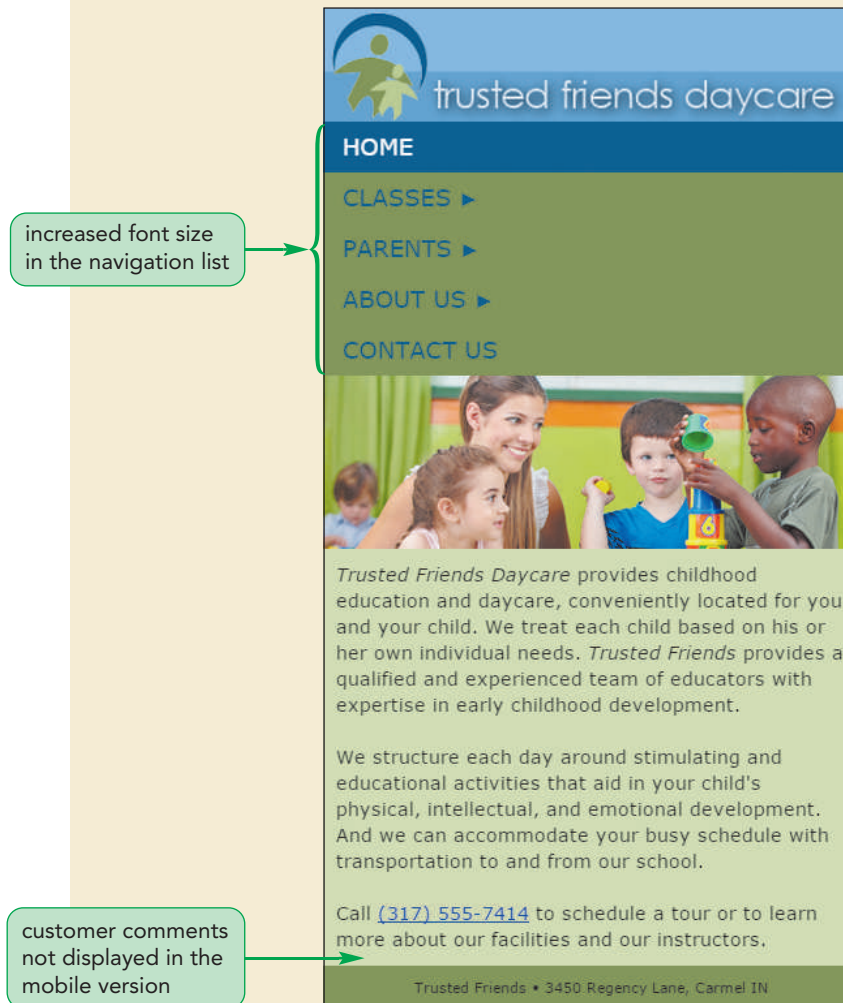 trusted friends daycare
HOME
CLASSES ►
PARENTS ►
ABOUT US ►
CONTACT US
increased font size
in the navigation list
6
Trusted Friends Daycare provides childhood
education and daycare, conveniently located for you
and your child. We treat each child based on his or
her own individual needs. Trusted Friends provides a
qualified and experienced team of educators with
expertise in early childhood development.
We structure each day around stimulating and
educational activities that aid in your child's
physical, intellectual, and emotional development.
And we can accommodate your busy schedule with
transportation to and from our school.
Call (317) 555-7414 to schedule a tour or to learn
more about our facilities and our instructors.
customer comments
not displayed in the
mobile version
Trusted Friends • 3450 Regency Lane, Carmel IN